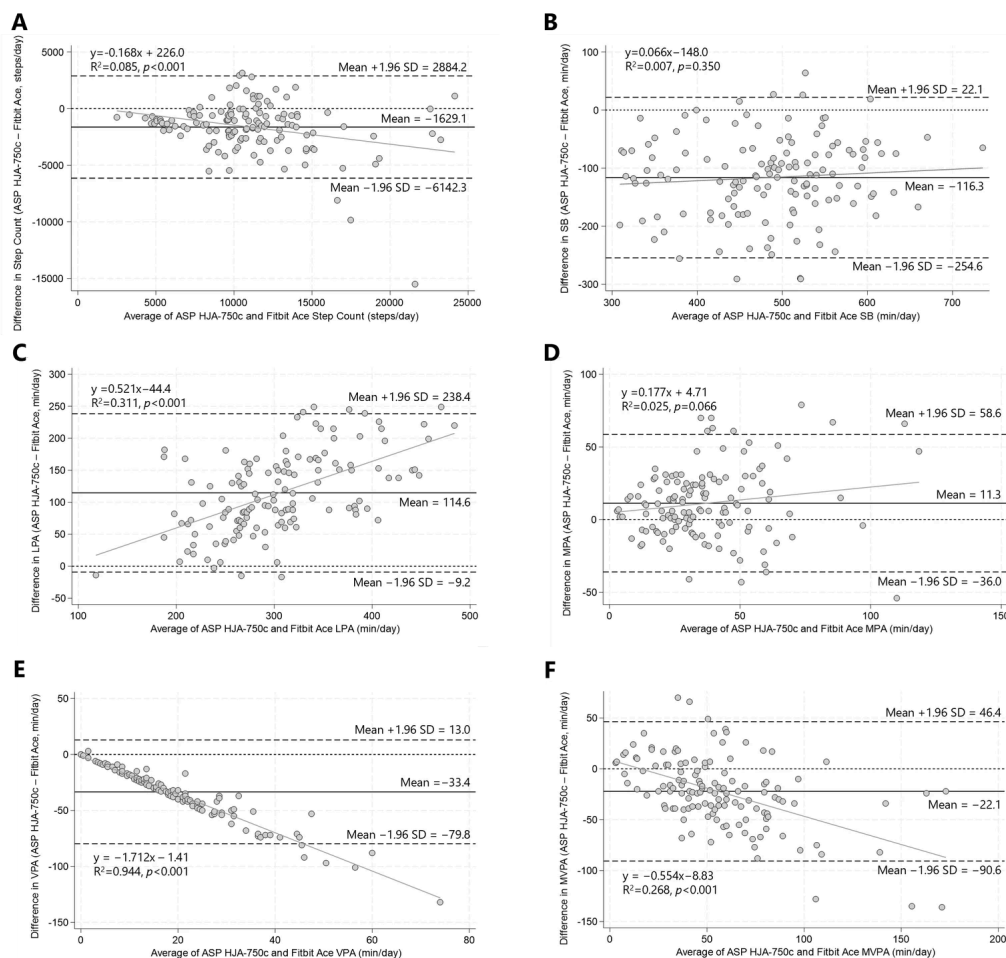 A
y=-0.168x + 226.0
R²=0.085, p<0.001
Mean +1.96 SD = 2884.2
Mean = −1629.1
Mean −1.96 SD = −6142.3
5000
0
-5000
-10000
-15000
0 5000 10000 15000 20000 25000
Average of ASP HJA-750c and Fitbit Ace Step Count (steps/day)
Difference in Step Count (ASP HJA-750c – Fitbit Ace, steps/day)
B
y=0.066x−148.0
R²=0.007, p=0.350
Mean +1.96 SD = 22.1
Mean = −116.3
Mean −1.96 SD = −254.6
100
0
-100
-200
-300
300 400 500 600 700
Average of ASP HJA-750c and Fitbit Ace SB (min/day)
Difference in SB (ASP HJA-750c – Fitbit Ace, min/day)
C
y =0.521x−44.4
R²=0.311, p<0.001
Mean +1.96 SD = 238.4
Mean = 114.6
Mean −1.96 SD = −9.2
300
250
200
150
100
50
0
-50
100 200 300 400 500
Average of ASP HJA-750c and Fitbit Ace LPA (min/day)
Difference in LPA (ASP HJA-750c – Fitbit Ace, min/day)
D
y=0.177x + 4.71
R²=0.025, p=0.066
Mean +1.96 SD = 58.6
Mean = 11.3
Mean −1.96 SD = −36.0
100
50
0
-50
0 50 100 150
Average of ASP HJA-750c and Fitbit Ace MPA (min/day)
Difference in MPA (ASP HJA-750c – Fitbit Ace, min/day)
E
Mean +1.96 SD = 13.0
Mean =−33.4
Mean −1.96 SD = −79.8
y = −1.712x − 1.41
R²=0.944, p<0.001
50
0
-50
-100
-150
0 20 40 60 80
Average of ASP HJA-750c and Fitbit Ace VPA (min/day)
Difference in VPA (ASP HJA-750c – Fitbit Ace, min/day)
F
Mean +1.96 SD = 46.4
Mean = −22.1
Mean −1.96 SD = −90.6
y = −0.554x−8.83
R²=0.268, p<0.001
50
0
-50
-100
-150
0 50 100 150 200
Average of ASP HJA-750c and Fitbit Ace MVPA (min/day)
Difference in MVPA (ASP HJA-750c – Fitbit Ace, min/day)